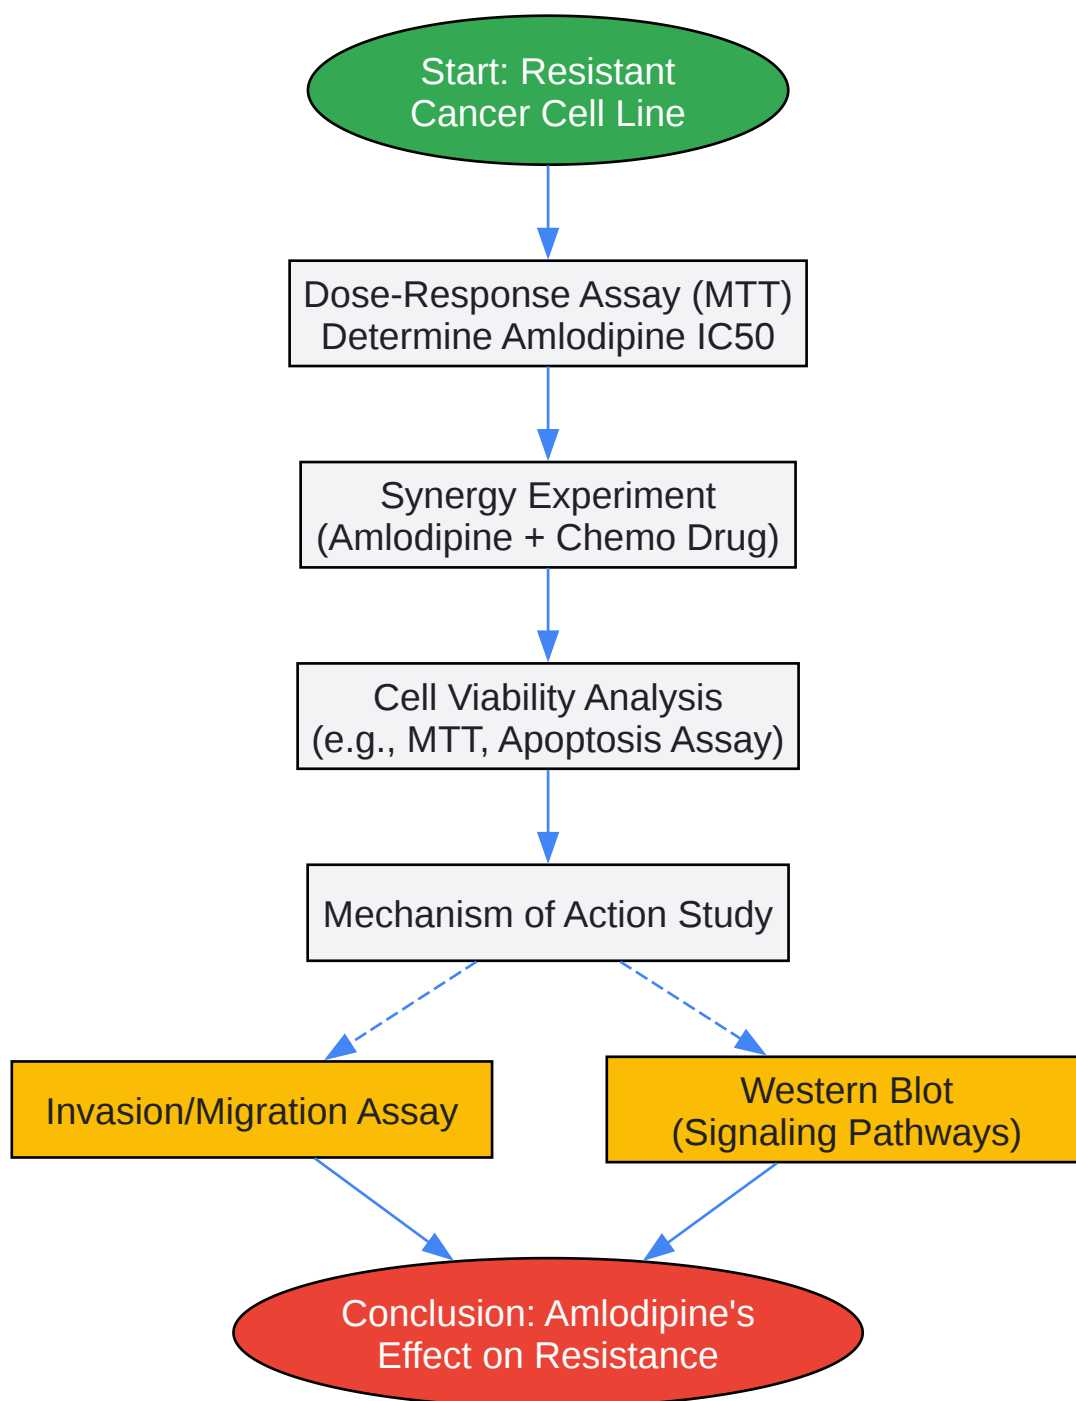 Start: Resistant
Cancer Cell Line
Dose-Response Assay (MTT)
Determine Amlodipine IC50
Synergy Experiment
(Amlodipine + Chemo Drug)
Cell Viability Analysis
(e.g., MTT, Apoptosis Assay)
Mechanism of Action Study
Invasion/Migration Assay
Western Blot
(Signaling Pathways)
Conclusion: Amlodipine's
Effect on Resistance